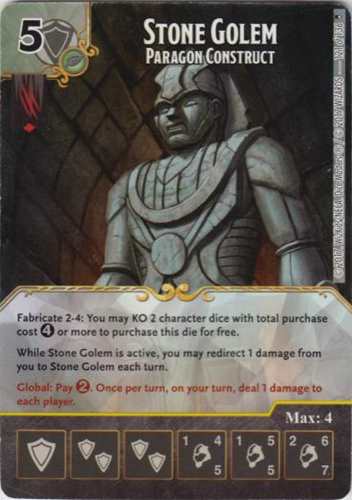 5
STONE GOLEM
PARAGON CONSTRUCT
Fabricate 2-4: You may KO 2 character dice with total purchase
cost 4 or more to purchase this die for free.
While Stone Golem is active, you may redirect 1 damage from
you to Stone Golem each turn.
Global: Pay 2. Once per turn, on your turn, deal 1 damage to
each player.
Max: 4
1 4 5
1 5 5
2 6 7